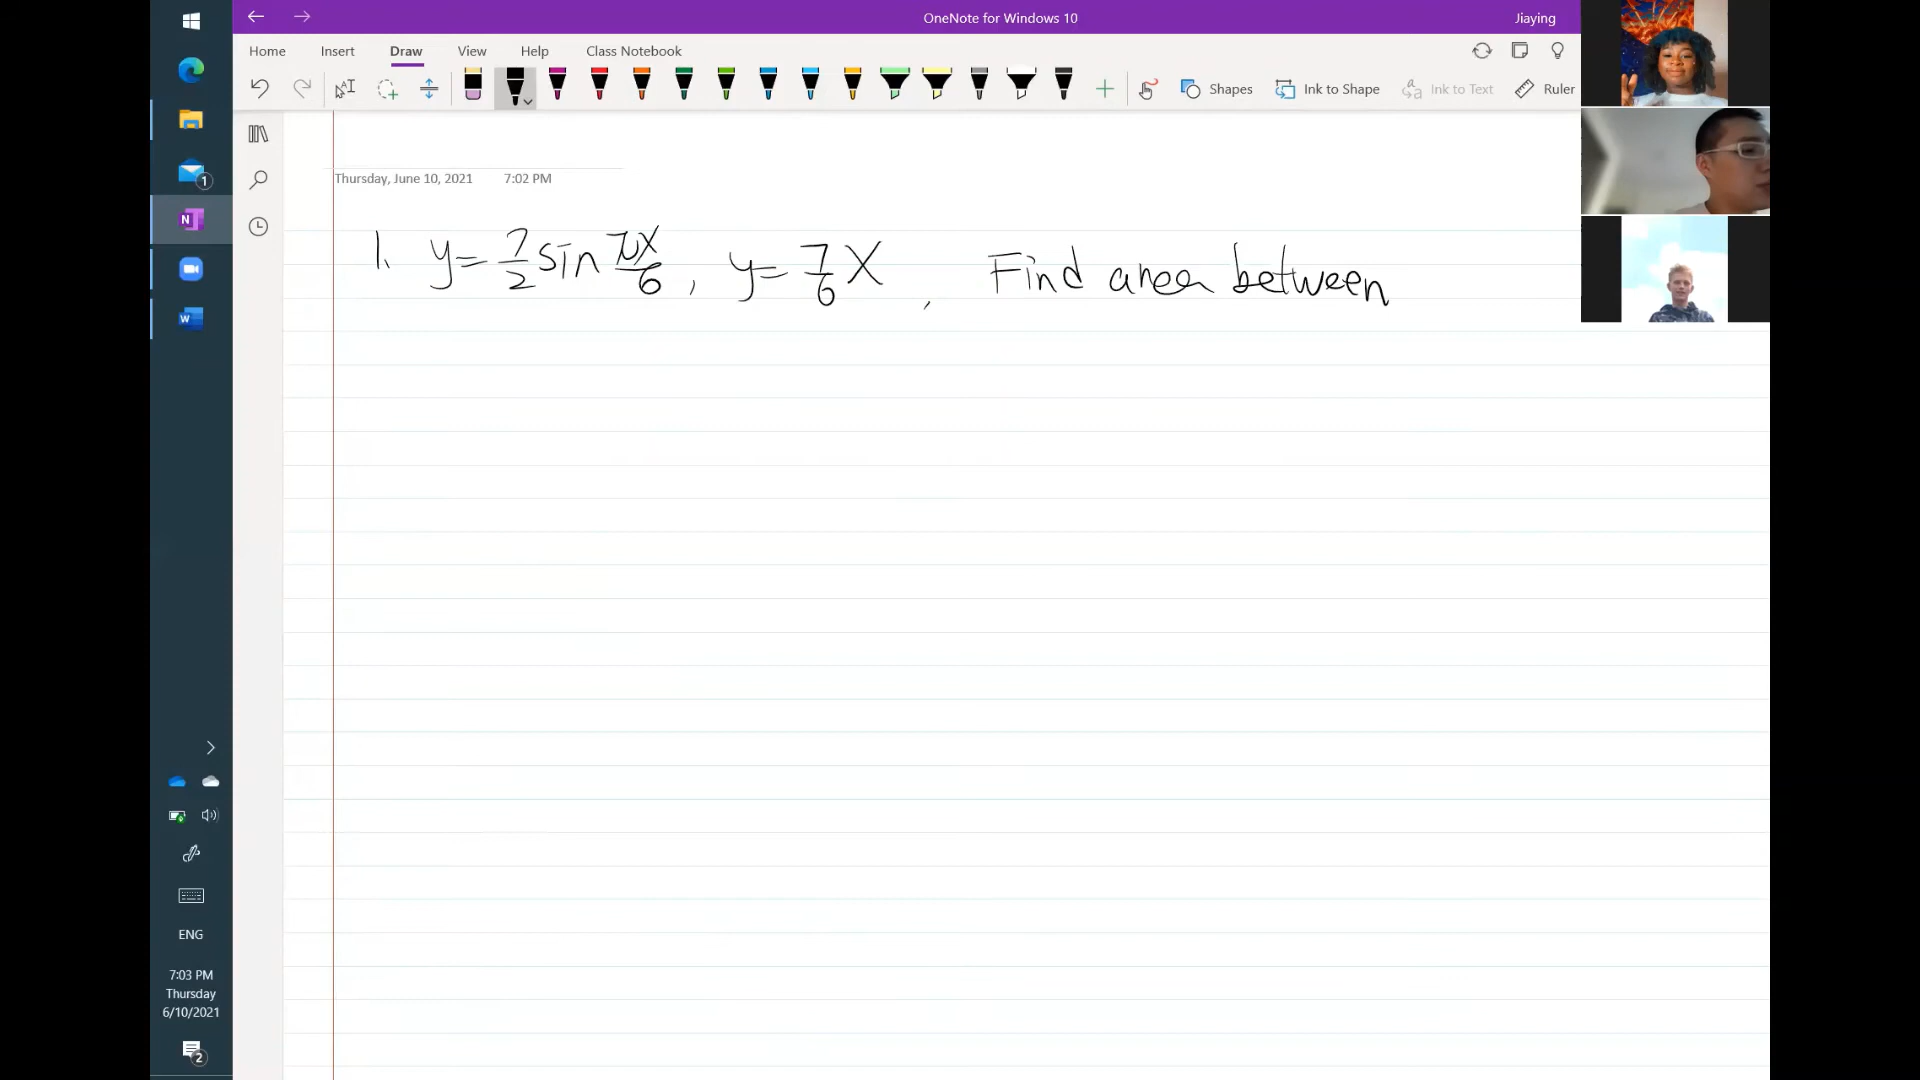 OneNote for Windows 10
Jiaying
Home Insert Draw View Help Class Notebook
Shapes Ink to Shape Ink to Text Ruler
Thursday, June 10, 2021 7:02 PM
1. y = 7/2 sin πx/6 , y = 7/6 x , Find area between
1
N
W
ENG
7:03 PM
Thursday
6/10/2021
2